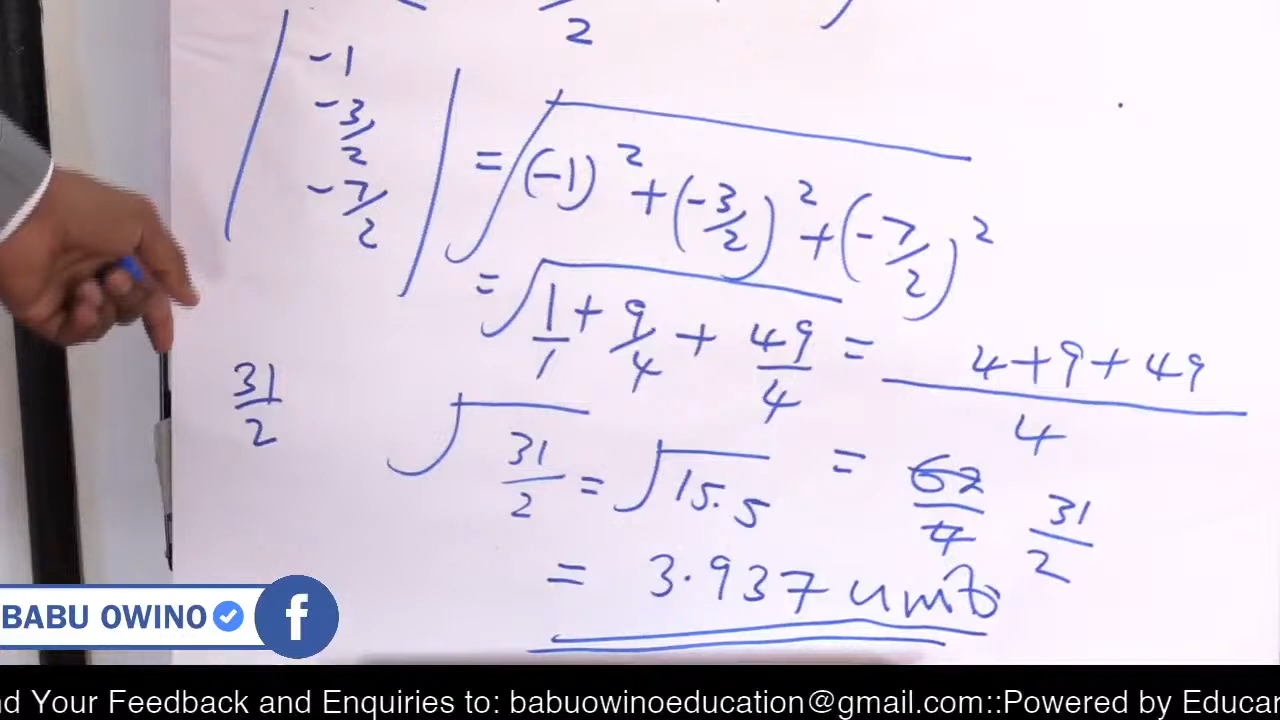 2
| -1 -3/2 -7/2 | = √(-1)² + (-3/2)² + (-7/2)²
= √1/1 + 9/4 + 49/4 = 4+9+49/4
31/2 √31/2 = √15.5 = 62/4 31/2
= 3.937 units
BABU OWINO
f
nd Your Feedback and Enquiries to: babuowinoeducation@gmail.com::Powered by Educa